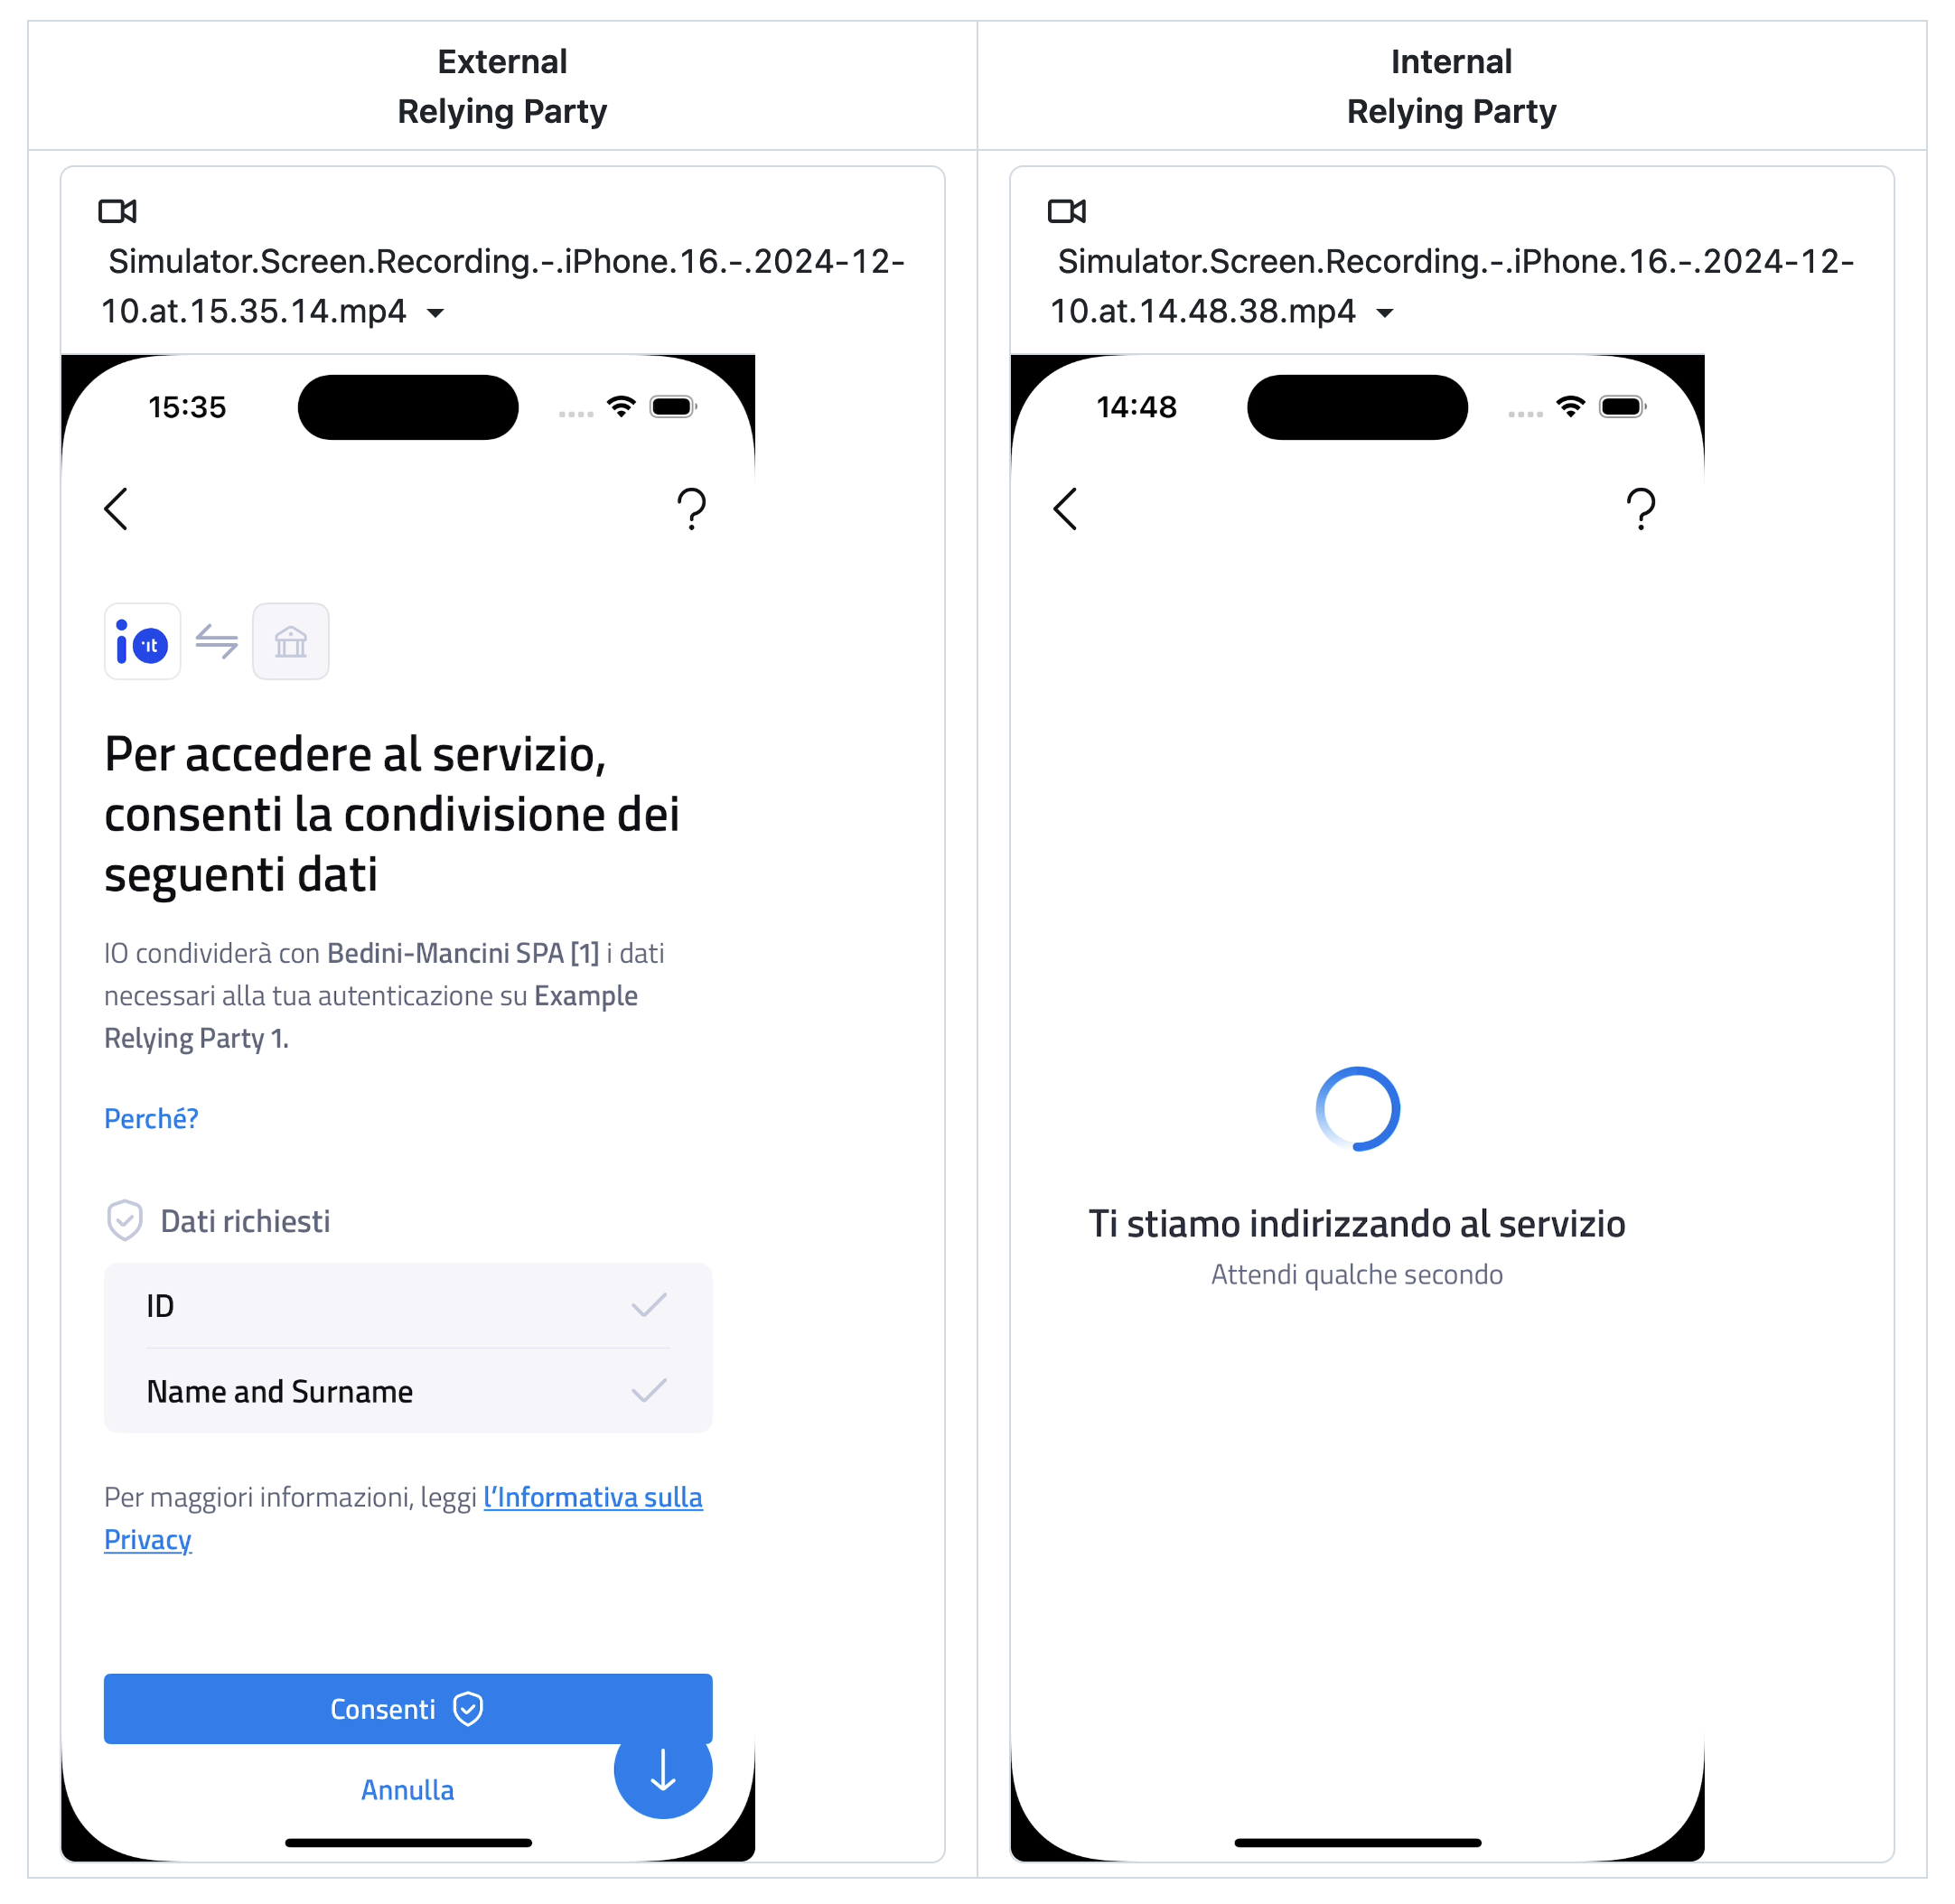 External
Relying Party
Internal
Relying Party
Simulator.Screen.Recording.-.iPhone.16.-.2024-12-
10.at.15.35.14.mp4
15:35
io
it
Per accedere al servizio,
consenti la condivisione dei
seguenti dati
IO condividerà con Bedini-Mancini SPA [1] i dati
necessari alla tua autenticazione su Example
Relying Party 1.
Perché?
Dati richiesti
ID
Name and Surname
Per maggiori informazioni, leggi l'Informativa sulla
Privacy
Consenti
Annulla
Simulator.Screen.Recording.-.iPhone.16.-.2024-12-
10.at.14.48.38.mp4
14:48
Ti stiamo indirizzando al servizio
Attendi qualche secondo